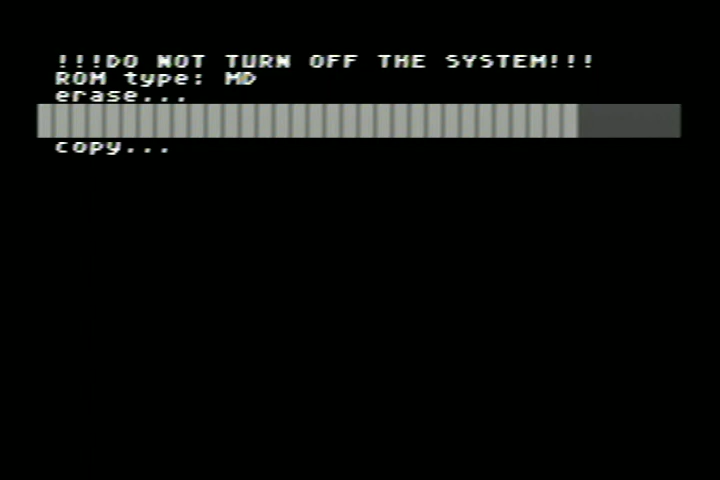 !!!DO NOT TURN OFF THE SYSTEM!!!
ROM type: MD
erase...
copy...